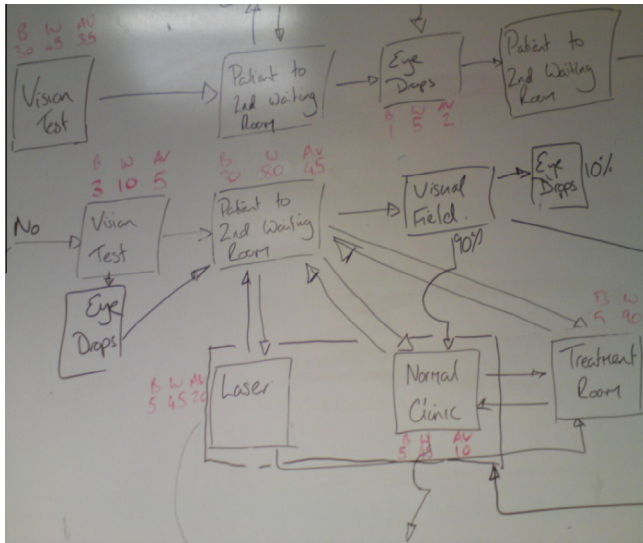 B W AV
30 45 35
Vision
Test
Patient to
2nd Waiting
Room
Eye
Drops
B W AV
1 5 2
Patient to
2nd Waiting
Room
No
B W AV
3 10 5
Vision
Test
Eye
Drops
B W AV
30 80 45
Patient to
2nd Waiting
Room
Visual
Field.
90%
Eye
Dipps
10%
B W AV
5 45 20
Laser
Normal
Clinic
B W AV
5 45 10
B W
5 90
Treatment
Room